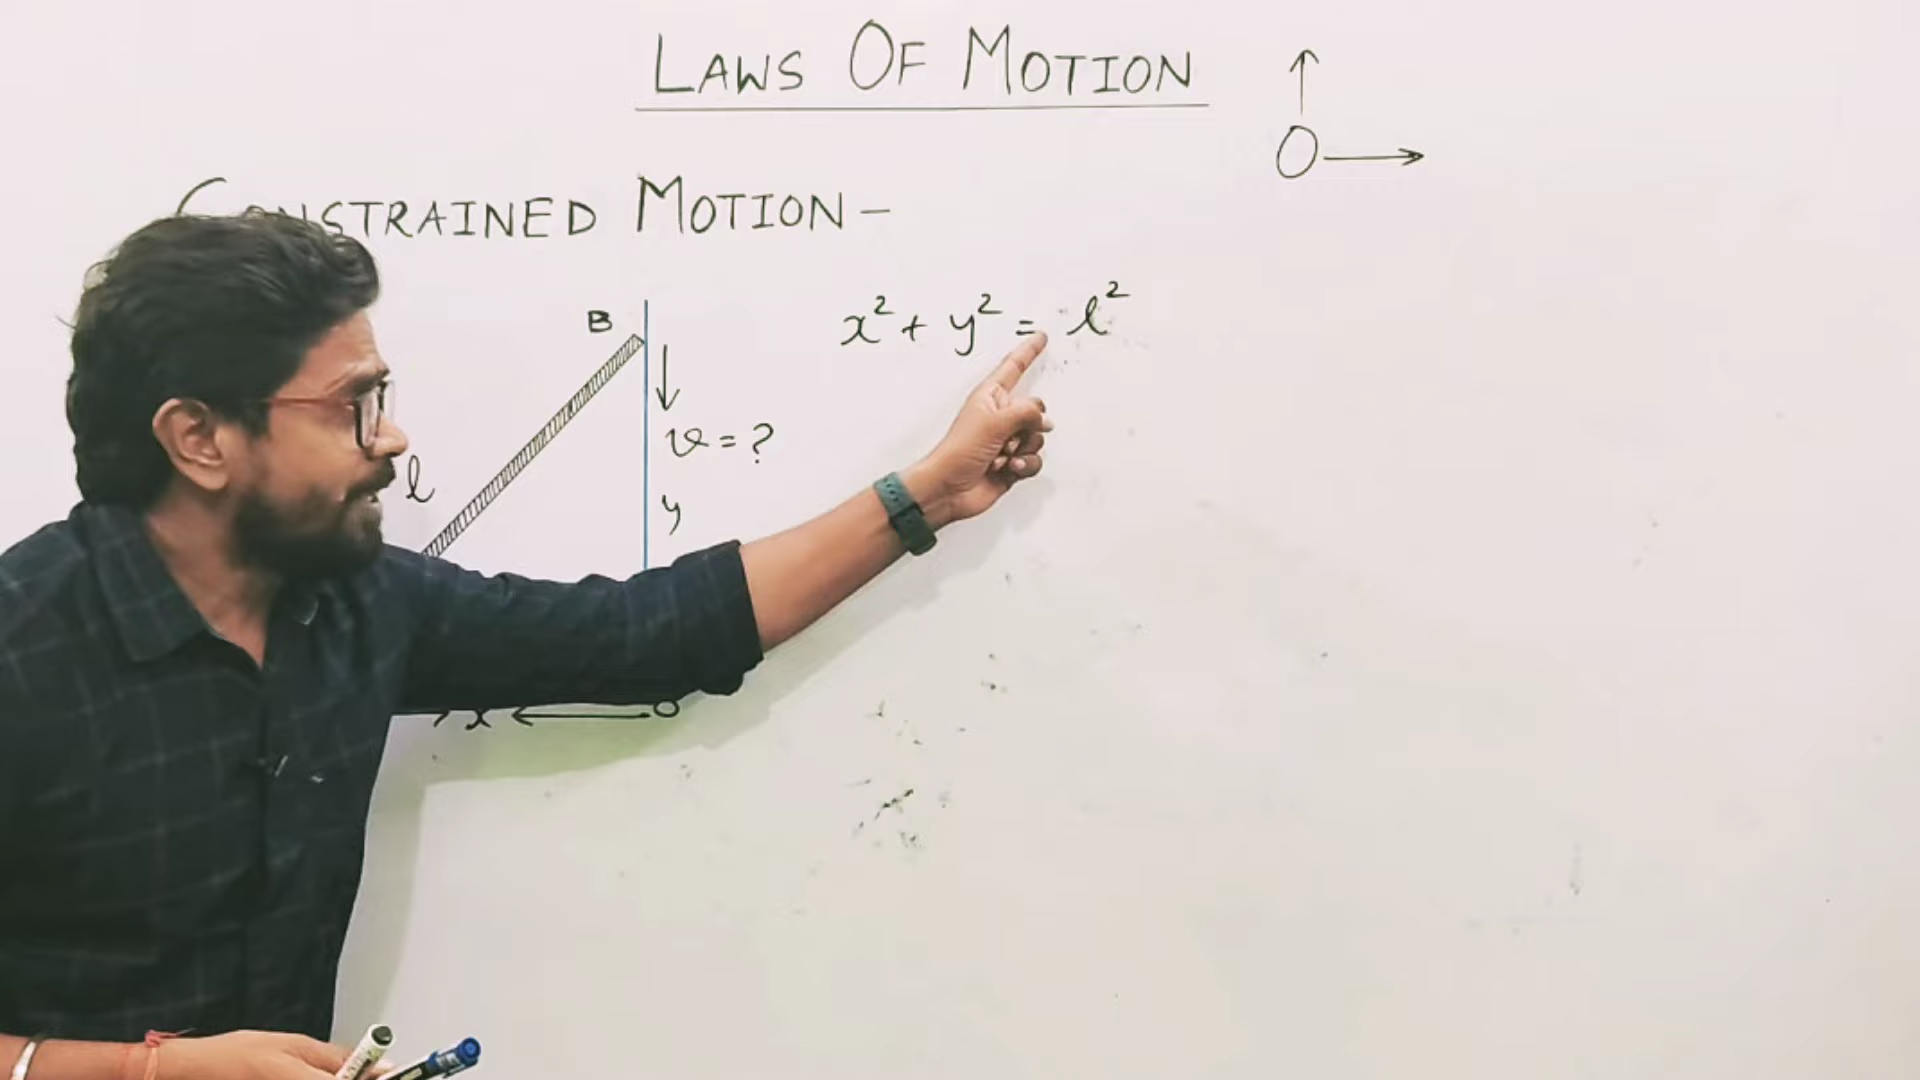 LAWS OF MOTION
O
CONSTRAINED MOTION-
B
x² + y² = l²
v = ?
l
y
x
O